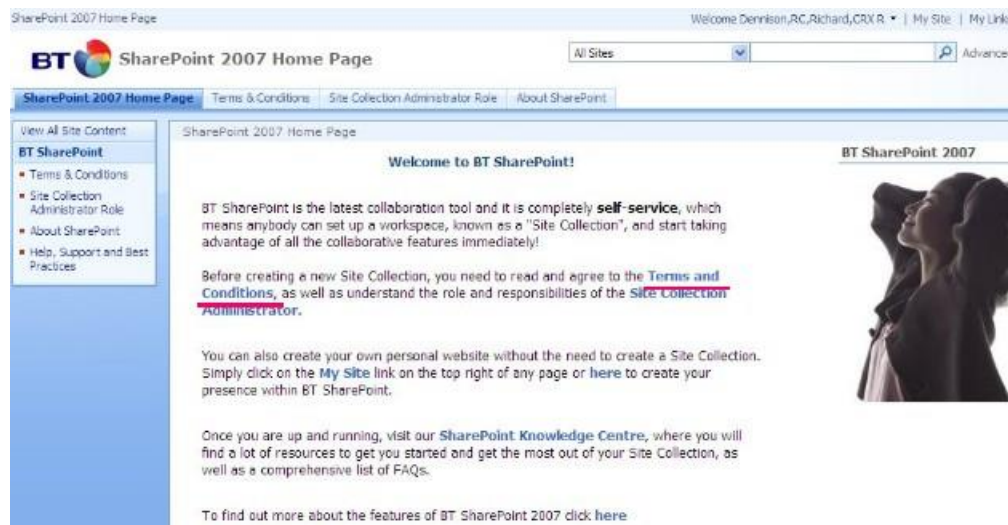 SharePoint 2007 Home Page
Welcome Dennison,RC,Richard,CRX R | My Site | My Link
BT SharePoint 2007 Home Page
All Sites
Advance
SharePoint 2007 Home Page Terms & Conditions Site Collection Administrator Role About SharePoint
View All Site Content
BT SharePoint
Terms & Conditions
Site Collection
Administrator Role
About SharePoint
Help, Support and Best
Practices
SharePoint 2007 Home Page
Welcome to BT SharePoint!
BT SharePoint is the latest collaboration tool and it is completely self-service, which
means anybody can set up a workspace, known as a "Site Collection", and start taking
advantage of all the collaborative features immediately!
Before creating a new Site Collection, you need to read and agree to the Terms and
Conditions, as well as understand the role and responsibilities of the Site Collection
Administrator.
You can also create your own personal website without the need to create a Site Collection.
Simply click on the My Site link on the top right of any page or here to create your
presence within BT SharePoint.
Once you are up and running, visit our SharePoint Knowledge Centre, where you will
find a lot of resources to get you started and get the most out of your Site Collection, as
well as a comprehensive list of FAQs.
To find out more about the features of BT SharePoint 2007 click here
BT SharePoint 2007